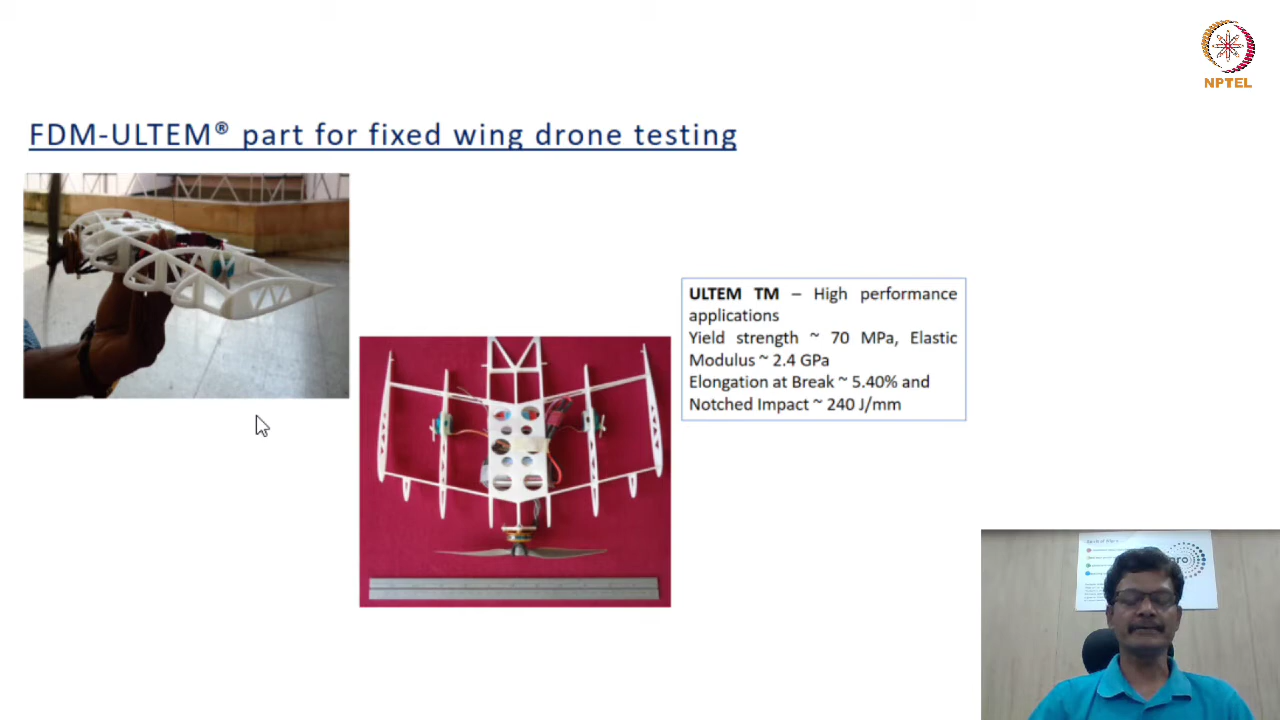 NPTEL
FDM-ULTEM® part for fixed wing drone testing
ULTEM TM – High performance
applications
Yield strength ~ 70 MPa, Elastic
Modulus ~ 2.4 GPa
Elongation at Break ~ 5.40% and
Notched Impact ~ 240 J/mm